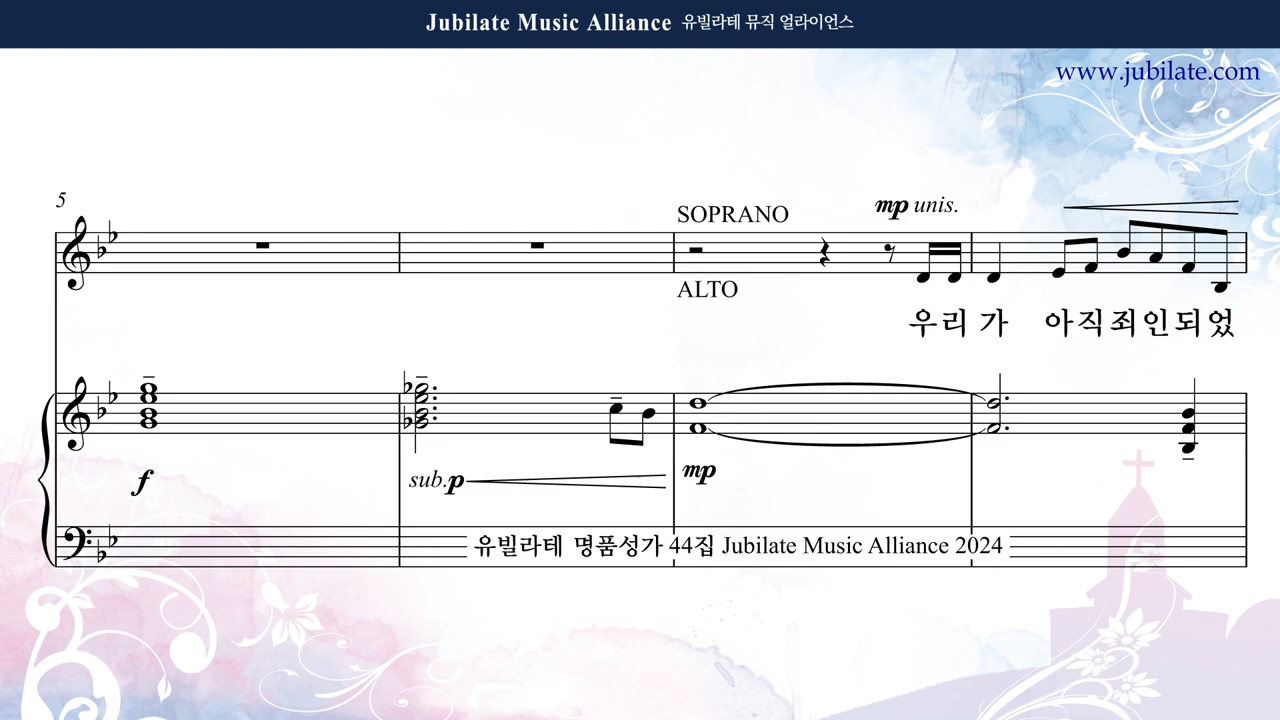 Jubilate Music Alliance 유빌라테 뮤직 얼라이언스
www.jubilate.com
5
SOPRANO
mp unis.
ALTO
우리 가 아직죄인되었
f
sub.p
mp
유빌라테 명품성가 44집 Jubilate Music Alliance 2024